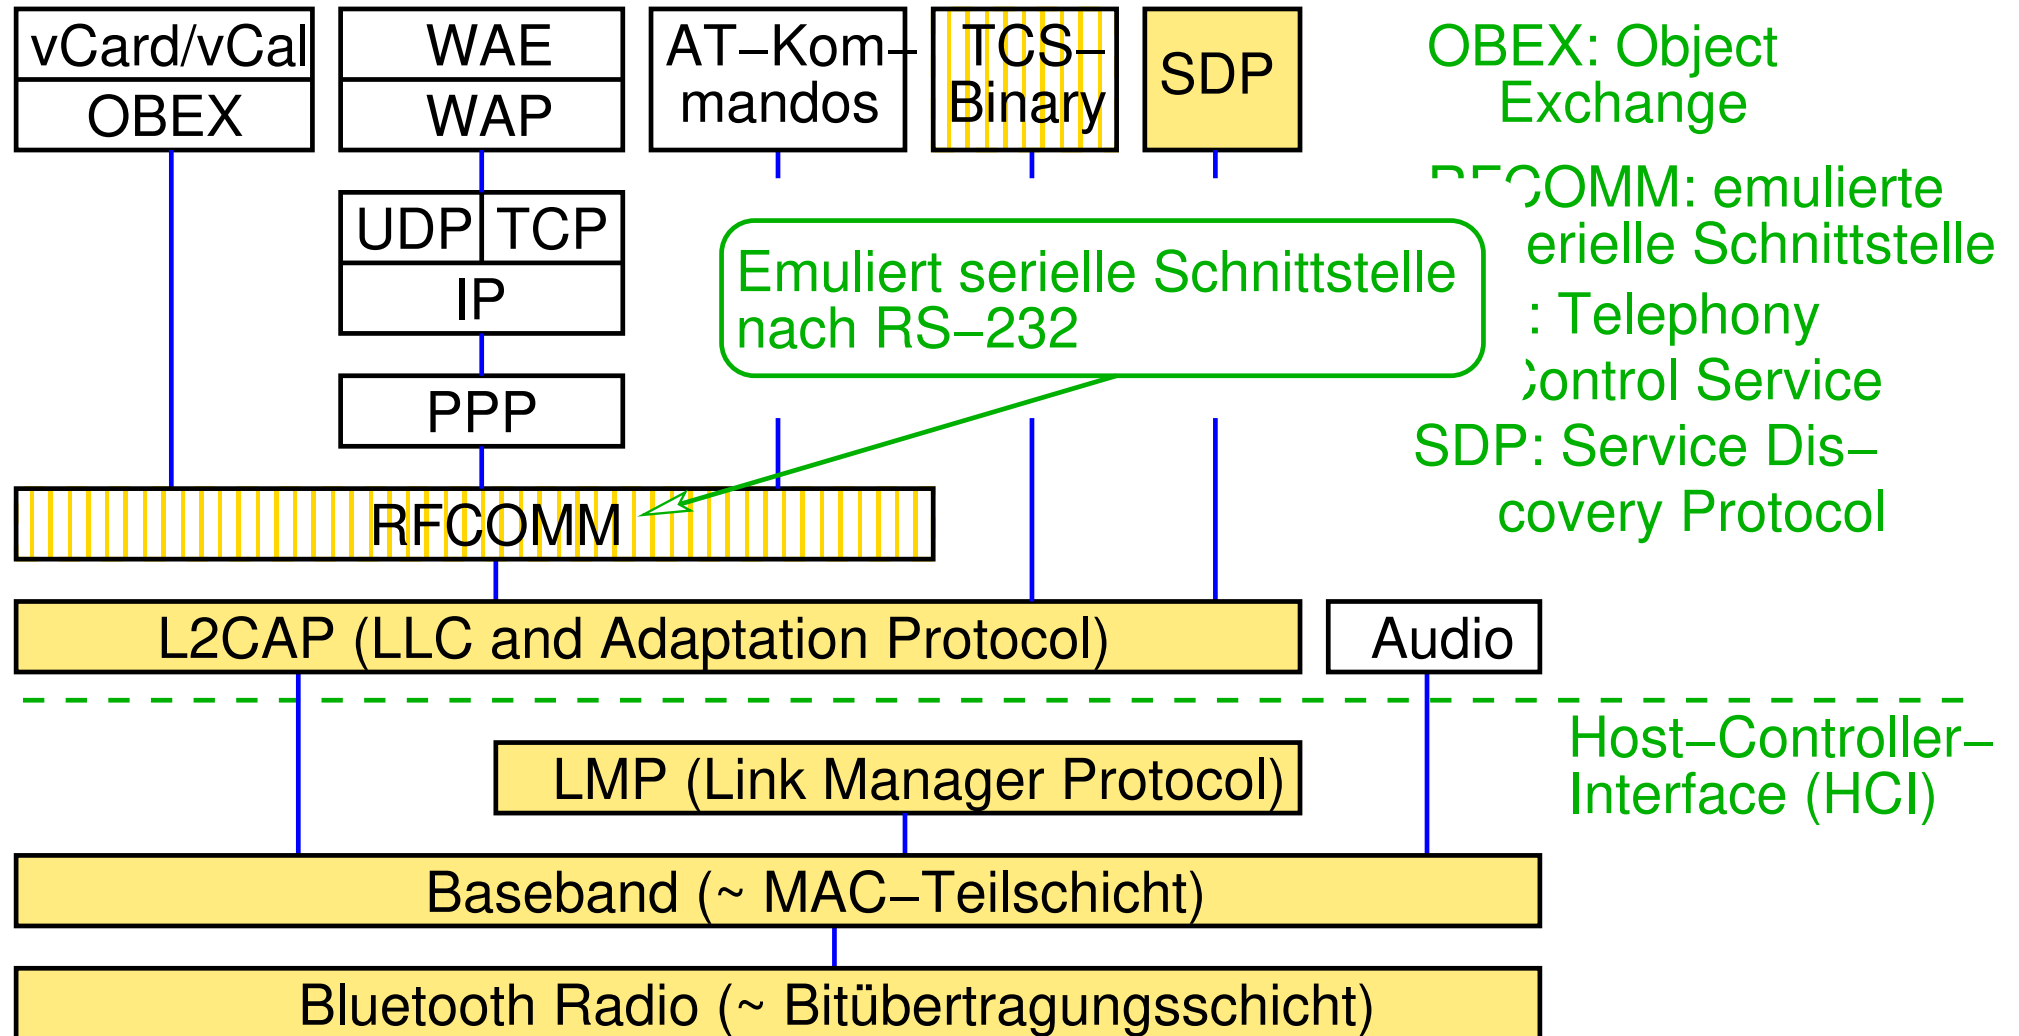 vCard/vCal
OBEX
WAE
WAP
AT–Kom–
mandos
TCS–
Binary
SDP
OBEX: Object
Exchange
UDP TCP
IP
PPP
Emuliert serielle Schnittstelle
nach RS–232
RFCOMM: emulierte
erielle Schnittstelle
: Telephony
Control Service
SDP: Service Dis–
covery Protocol
RFCOMM
L2CAP (LLC and Adaptation Protocol)
Audio
Host–Controller–
Interface (HCI)
LMP (Link Manager Protocol)
Baseband (~ MAC–Teilschicht)
Bluetooth Radio (~ Bitübertragungsschicht)